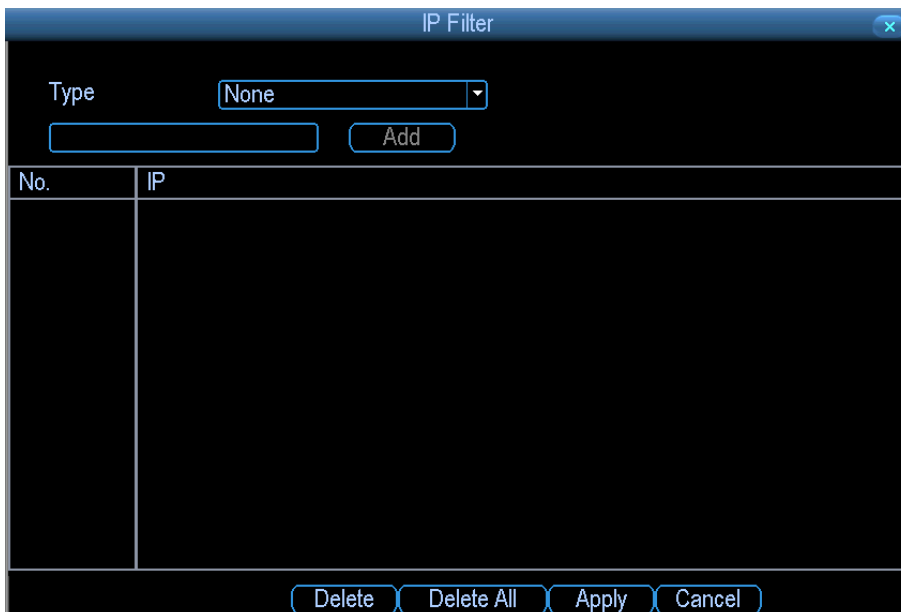 IP Filter
Type None
Add
No. IP
Delete Delete All Apply Cancel